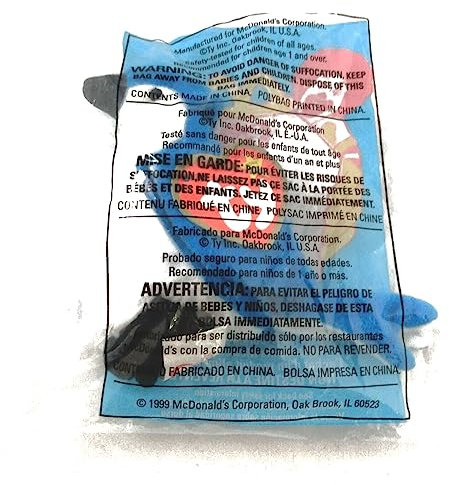 Manufactured for McDonald's Corporation.
©Ty Inc. Oakbrook, IL U.S.A.
Safety-tested for children of all ages.
Recommended for children age 1 and over.
WARNING: TO AVOID DANGER OF SUFFOCATION, KEEP
BAG AWAY FROM BABIES AND CHILDREN. DISPOSE OF THIS
BAG IMMEDIATELY.
CONTENTS MADE IN CHINA. POLYBAG PRINTED IN CHINA.
Fabriqué pour McDonald's Corporation
©Ty Inc. Oakbrook, IL É.-U.A.
Testé sans danger pour les enfants de tout âge
Recommandé pour les enfants d'un an et plus
MISE EN GARDE: POUR ÉVITER LES RISQUES DE
SUFFOCATION, NE LAISSEZ PAS CE SAC À LA PORTÉE DES
BÉBÉS ET DES ENFANTS. JETEZ CE SAC IMMÉDIATEMENT.
CONTENU FABRIQUÉ EN CHINE POLYSAC IMPRIMÉ EN CHINE
Fabricado para McDonald's Corporation.
©Ty Inc. Oakbrook, IL U.S.A.
Probado seguro para niños de todas edades.
Recomendado para niños de 1 año o más.
ADVERTENCIA: PARA EVITAR EL PELIGRO DE
DE BEBES Y NIÑOS, DESHAGASE DE ESTA
BOLSA IMMEDIATAMENTE.
para ser distribuído sólo por los restaurantes
McDonald's con la compra de comida. NO PARA REVENDER.
CONTENIDO FABRICADO EN CHINA. BOLSA IMPRESA EN CHINA.
© 1999 McDonald's Corporation, Oak Brook, IL 60523